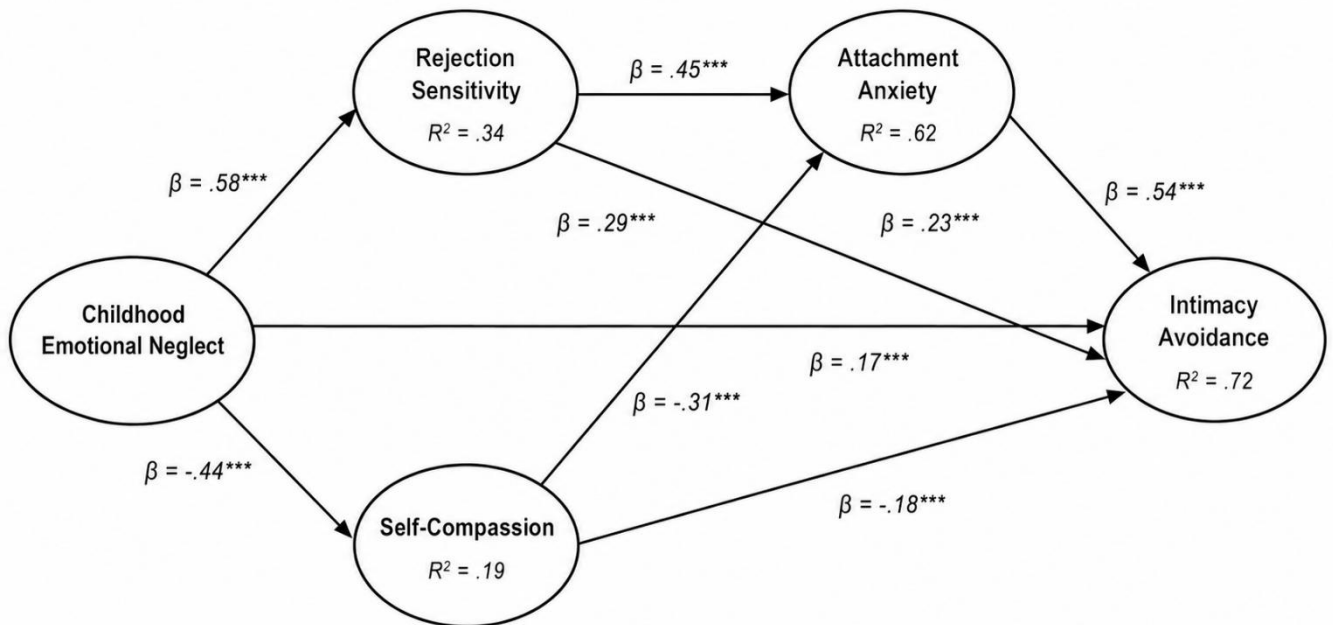 Rejection
Sensitivity
R² = .34
β = .45***
Attachment
Anxiety
R² = .62
β = .58***
β = .29***
β = .23***
β = .54***
Childhood
Emotional Neglect
Intimacy
Avoidance
R² = .72
β = .17***
β = -.31***
β = -.44***
β = -.18***
Self-Compassion
R² = .19